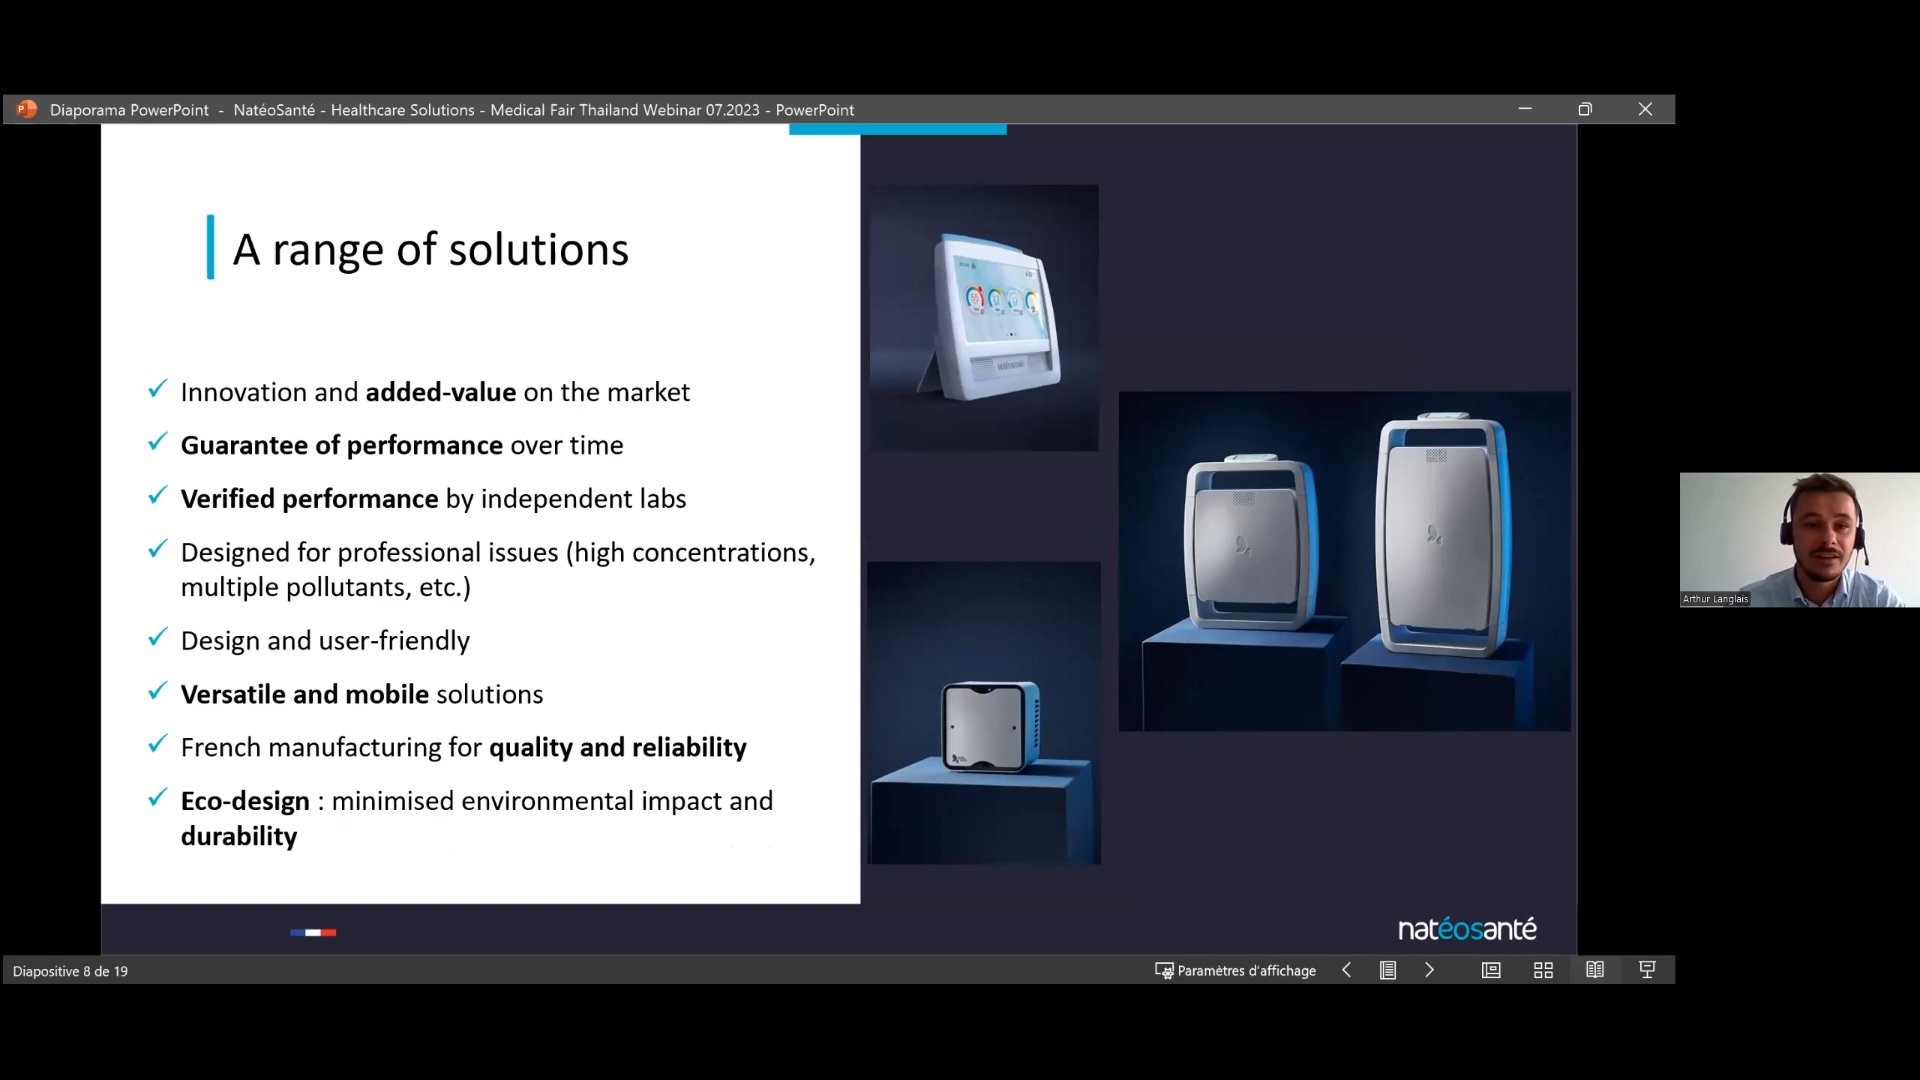 Diaporama PowerPoint - NatéoSanté - Healthcare Solutions - Medical Fair Thailand Webinar 07.2023 - PowerPoint
A range of solutions
✓ Innovation and added-value on the market
✓ Guarantee of performance over time
✓ Verified performance by independent labs
✓ Designed for professional issues (high concentrations,
multiple pollutants, etc.)
✓ Design and user-friendly
✓ Versatile and mobile solutions
✓ French manufacturing for quality and reliability
✓ Eco-design : minimised environmental impact and
durability
natéosanté
Arthur Langlais
Diapositive 8 de 19
Paramètres d'affichage